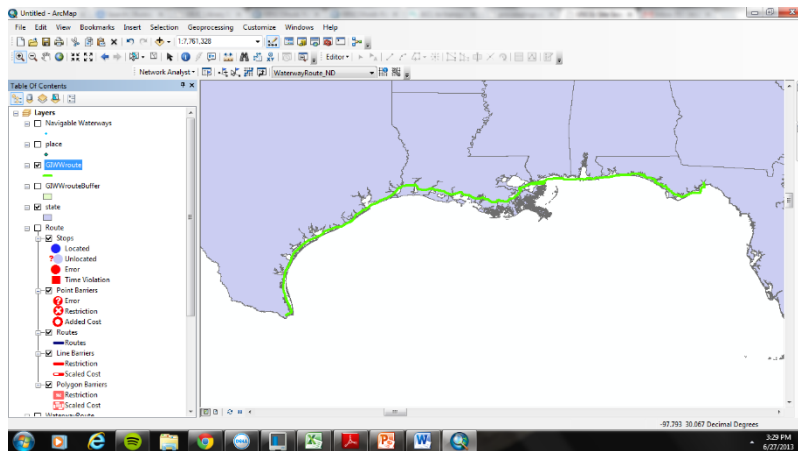 Untitled - ArcMap
File Edit View Bookmarks Insert Selection Geoprocessing Customize Windows Help
1:7,761,328
Editor
Network Analyst
WaterwayRoute_ND
Table Of Contents
Layers
Navigable Waterways
place
GIWWroute
GIWWrouteBuffer
state
Route
Stops
Located
Unlocated
Error
Time Violation
Point Barriers
Error
Restriction
Added Cost
Routes
Routes
Line Barriers
Restriction
Scaled Cost
Polygon Barriers
Restriction
Scaled Cost
WaterwayRoute
-97.793 30.067 Decimal Degrees
3:29 PM
6/27/2013